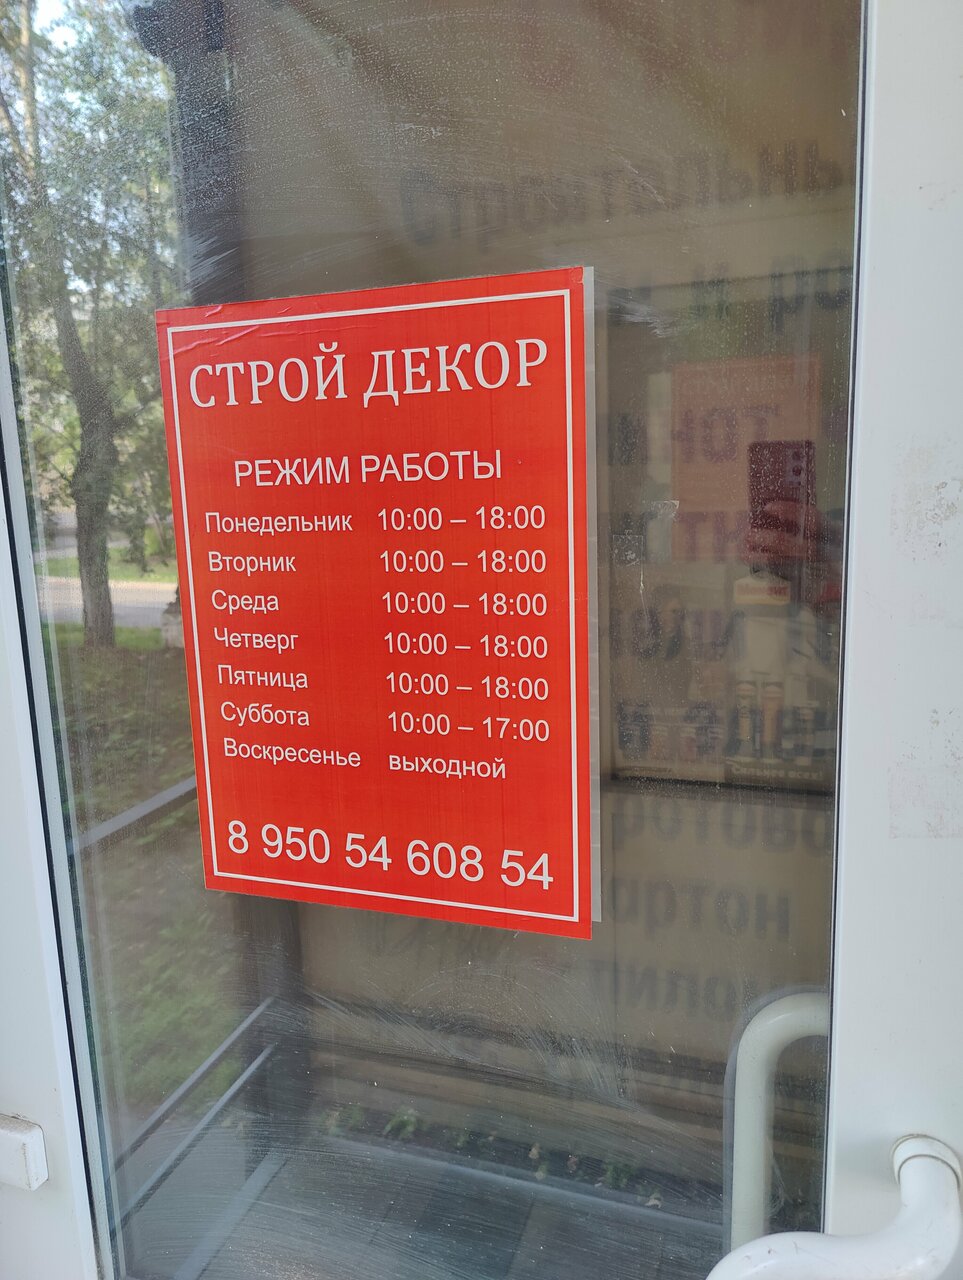 СТРОЙ ДЕКОР
РЕЖИМ РАБОТЫ
Понедельник 10:00 – 18:00
Вторник 10:00 – 18:00
Среда 10:00 – 18:00
Четверг 10:00 – 18:00
Пятница 10:00 – 18:00
Суббота 10:00 – 17:00
Воскресенье выходной
8 950 54 608 54